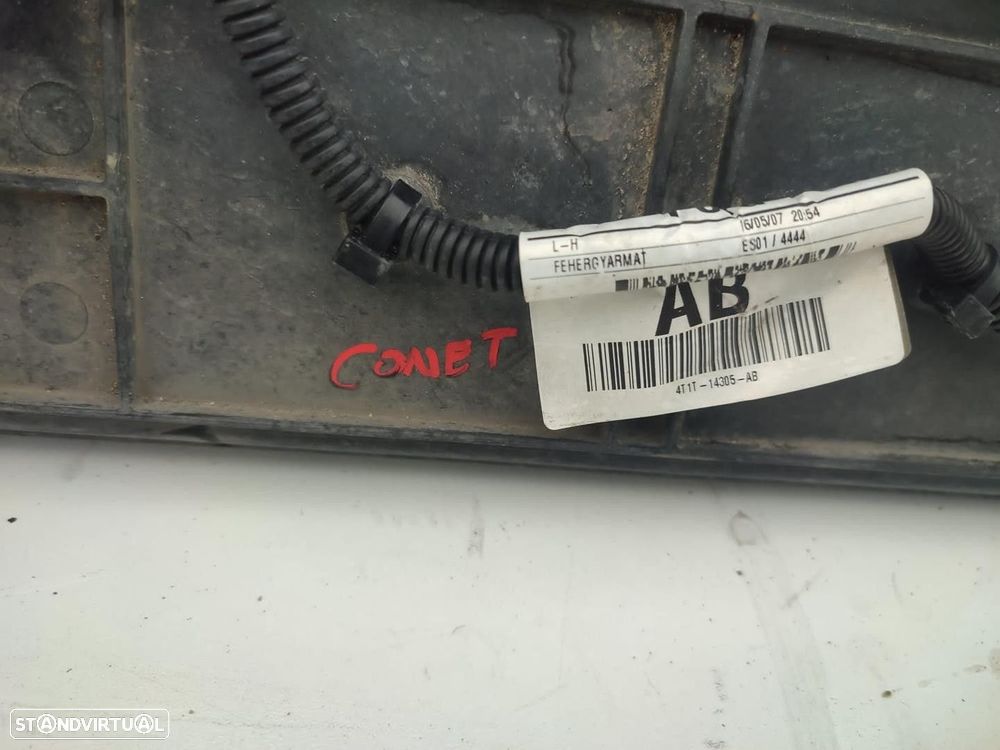 16/05/07 20:54
L-H
ES01 / 4444
FEHERGYARMAT
AB
4T1T-14305-AB
CONET
STANDVIRTUAL